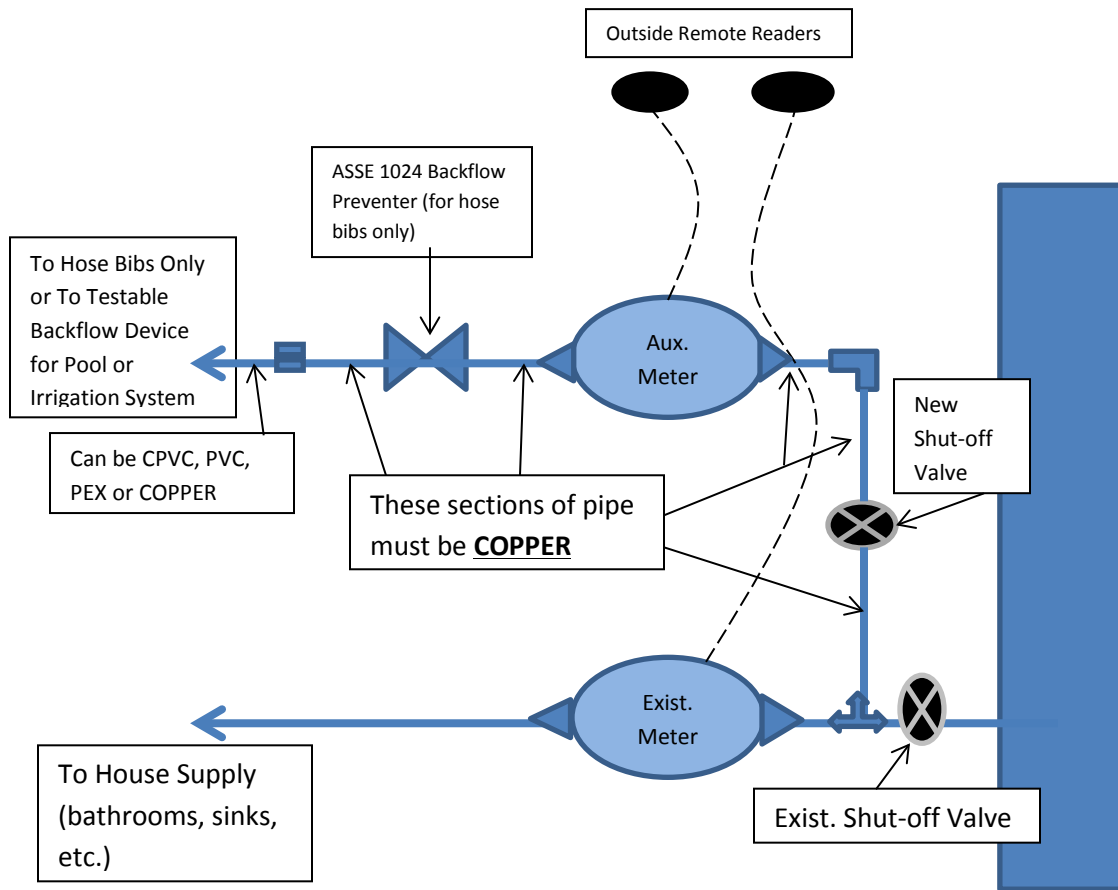 Outside Remote Readers
ASSE 1024 Backflow
Preventer (for hose
bibs only)
To Hose Bibs Only
or To Testable
Backflow Device
for Pool or
Irrigation System
Aux.
Meter
New
Shut-off
Valve
Can be CPVC, PVC,
PEX or COPPER
These sections of pipe
must be COPPER
Exist.
Meter
To House Supply
(bathrooms, sinks,
etc.)
Exist. Shut-off Valve